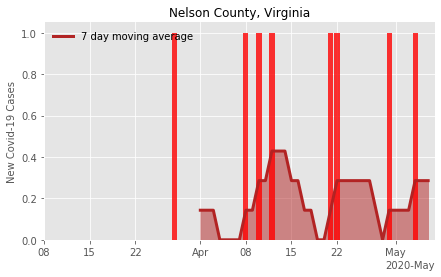 Nelson County, Virginia
7 day moving average
New Covid-19 Cases
1.0
0.8
0.6
0.4
0.2
0.0
08 15 22 Apr 08 15 22 May
2020-May